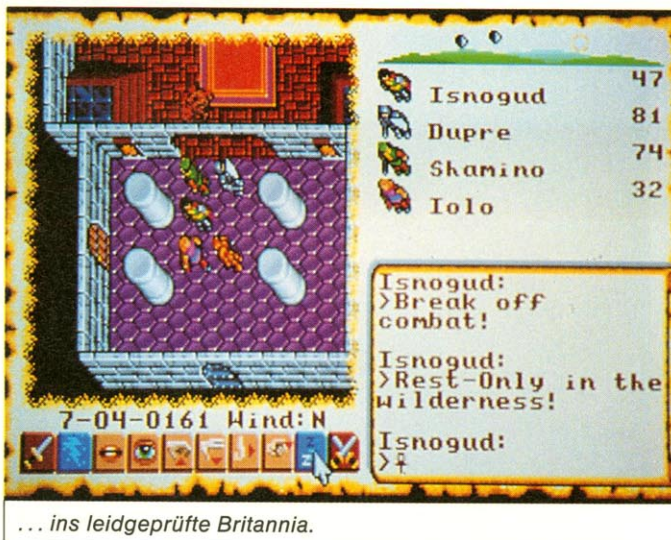 Isnogud 47
Dupre 81
Shamino 74
Iolo 32
Isnogud:
>Break off
combat!
Isnogud:
>Rest-Only in the
wilderness!
Isnogud:
>
7-04-0161 Wind:N
z
z
... ins leidgeprüfte Britannia.